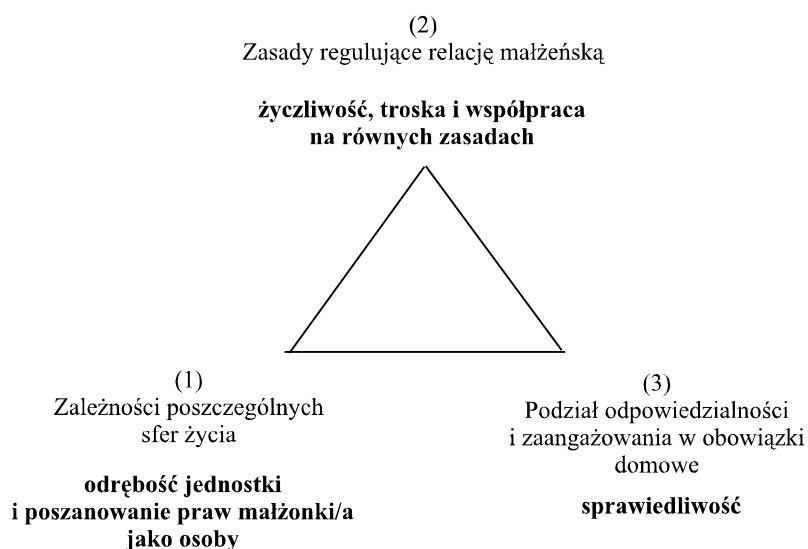 (2)
Zasady regulujące relację małżeńską
życzliwość, troska i współpraca
na równych zasadach
(1)
Zależności poszczególnych
sfer życia
odrębość jednostki
i poszanowanie praw małżonki/a
jako osoby
(3)
Podział odpowiedzialności
i zaangażowania w obowiązki
domowe
sprawiedliwość